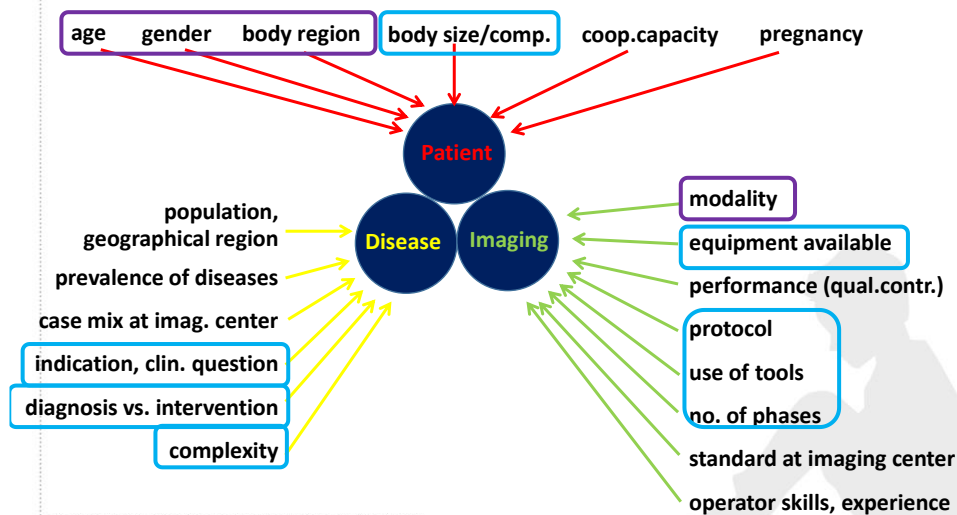 age gender body region body size/comp. coop.capacity pregnancy
Patient
Disease Imaging
population,
geographical region
prevalence of diseases
case mix at imag. center
indication, clin. question
diagnosis vs. intervention
complexity
modality
equipment available
performance (qual.contr.)
protocol
use of tools
no. of phases
standard at imaging center
operator skills, experience